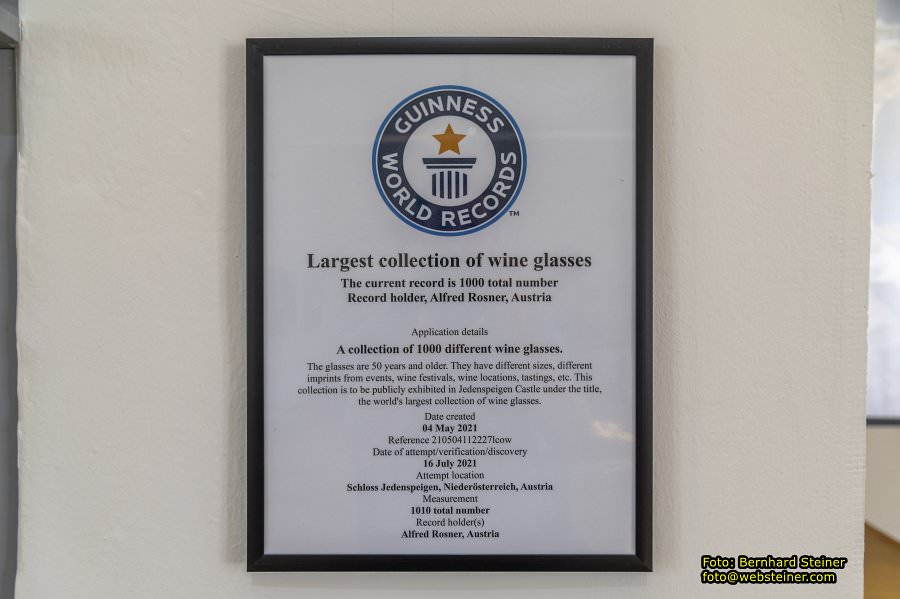 GUINNESS
WORLD RECORDS
TM
Largest collection of wine glasses
The current record is 1000 total number
Record holder, Alfred Rosner, Austria
Application details
A collection of 1000 different wine glasses.
The glasses are 50 years and older. They have different sizes, different
imprints from events, wine festivals, wine locations, tastings, etc. This
collection is to be publicly exhibited in Jedenspeigen Castle under the title,
the world's largest collection of wine glasses.
Date created
04 May 2021
Reference 210504112227lcow
Date of attempt/verification/discovery
16 July 2021
Attempt location
Schloss Jedenspeigen, Niederösterreich, Austria
Measurement
1010 total number
Record holder(s)
Alfred Rosner, Austria
Foto: Bernhard Steiner
foto@websteiner.com